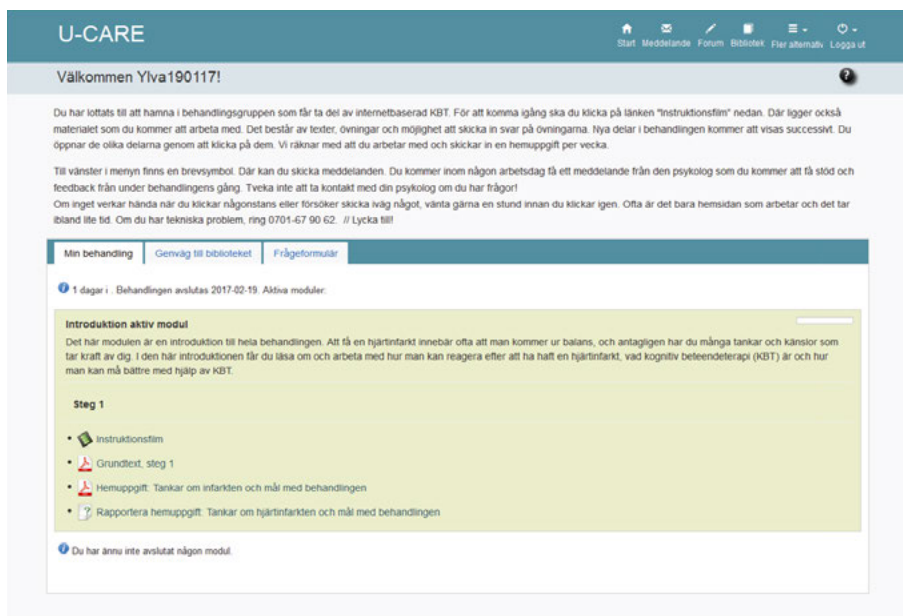 U-CARE
Start Meddelande Forum Bibliotek Fler alternativ Logga ut
Välkommen Ylva190117!
?
Du har lottats till att hamna i behandlingsgruppen som får ta del av internetbaserad KBT. För att komma igång ska du klicka på länken "Instruktionsfilm" nedan. Där ligger också
materialet som du kommer att arbeta med. Det består av texter, övningar och möjlighet att skicka in svar på övningarna. Nya delar i behandlingen kommer att visas successivt. Du
öppnar de olika delarna genom att klicka på dem. Vi räknar med att du arbetar med och skickar in en hemuppgift per vecka.
Till vänster i menyn finns en brevsymbol. Där kan du skicka meddelanden. Du kommer inom någon arbetsdag få ett meddelande från den psykolog som du kommer att få stöd och
feedback från under behandlingens gång. Tveka inte att ta kontakt med din psykolog om du har frågor!
Om inget verkar hända när du klickar någonstans eller försöker skicka iväg något, vänta gärna en stund innan du klickar igen. Ofta är det bara hemsidan som arbetar och det tar
ibland lite tid. Om du har tekniska problem, ring 0701-67 90 62. // Lycka till!
Min behandling Genväg till biblioteket Frågeformulär
1 dagar i . Behandlingen avslutas 2017-02-19. Aktiva moduler:
Introduktion aktiv modul
Det här modulen är en introduktion till hela behandlingen. Att få en hjärtinfarkt innebär ofta att man kommer ur balans, och antagligen har du många tankar och känslor som
tar kraft av dig. I den här introduktionen får du läsa om och arbeta med hur man kan reagera efter att ha haft en hjärtinfarkt, vad kognitiv beteendeterapi (KBT) är och hur
man kan må bättre med hjälp av KBT.
Steg 1
Instruktionsfilm
Grundtext, steg 1
Hemuppgift: Tankar om infarkten och mål med behandlingen
Rapportera hemuppgift: Tankar om hjärtinfarkten och mål med behandlingen
Du har ännu inte avslutat någon modul.